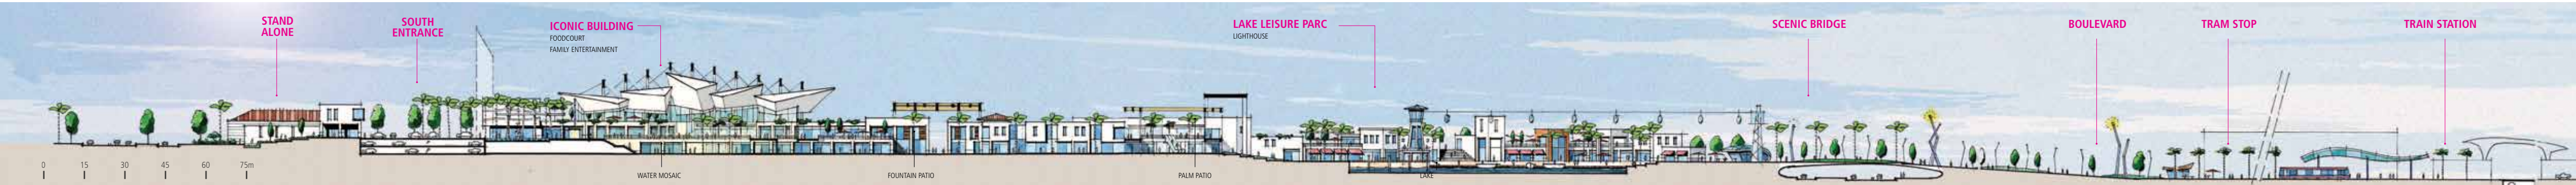 STAND
ALONE
SOUTH
ENTRANCE
ICONIC BUILDING
FOODCOURT
FAMILY ENTERTAINMENT
LAKE LEISURE PARC
LIGHTHOUSE
SCENIC BRIDGE
BOULEVARD
TRAM STOP
TRAIN STATION
0 15 30 45 60 75m
WATER MOSAIC
FOUNTAIN PATIO
PALM PATIO
LAKE